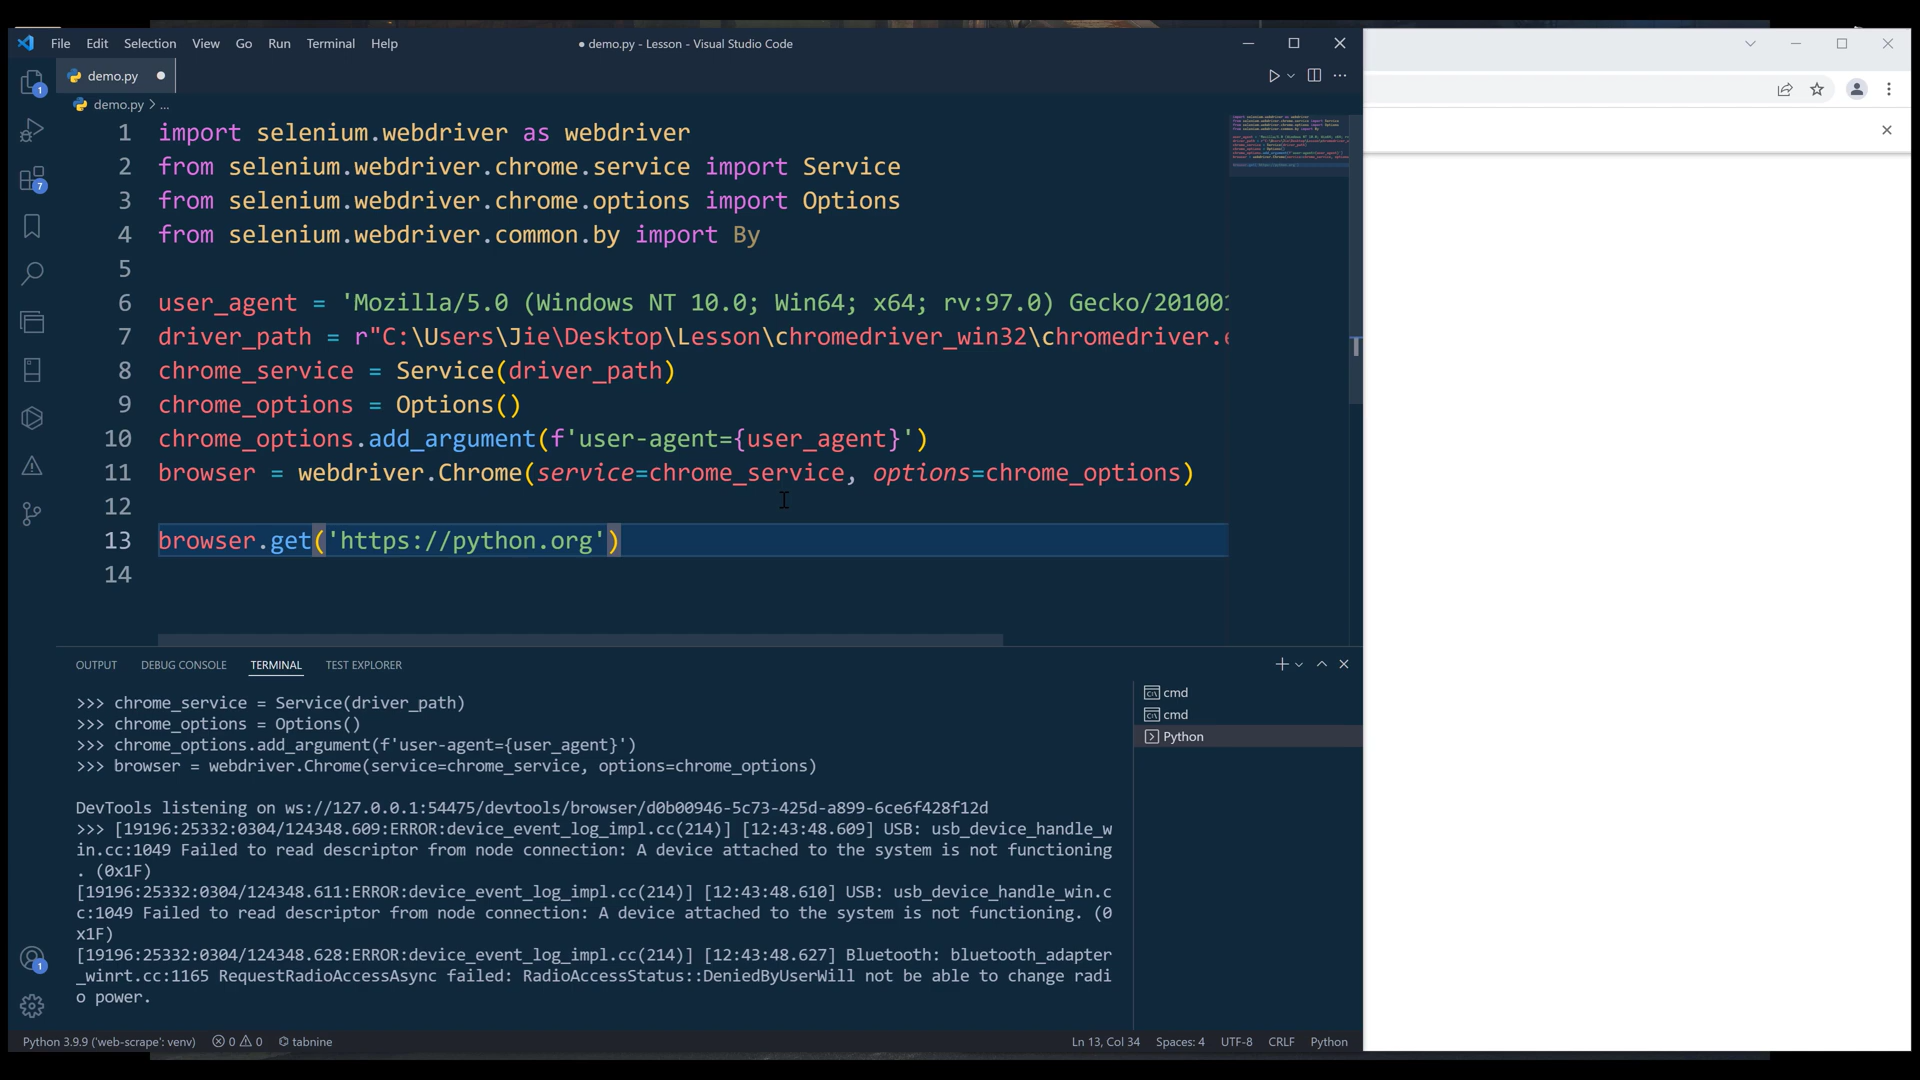 File Edit Selection View Go Run Terminal Help
● demo.py - Lesson - Visual Studio Code
demo.py
demo.py > ...
1 import selenium.webdriver as webdriver
2 from selenium.webdriver.chrome.service import Service
3 from selenium.webdriver.chrome.options import Options
4 from selenium.webdriver.common.by import By
5
6 user_agent = 'Mozilla/5.0 (Windows NT 10.0; Win64; x64; rv:97.0) Gecko/201001
7 driver_path = r"C:\Users\Jie\Desktop\Lesson\chromedriver_win32\chromedriver.e
8 chrome_service = Service(driver_path)
9 chrome_options = Options()
10 chrome_options.add_argument(f'user-agent={user_agent}')
11 browser = webdriver.Chrome(service=chrome_service, options=chrome_options)
12
13 browser.get('https://python.org')
14
OUTPUT DEBUG CONSOLE TERMINAL TEST EXPLORER
>>> chrome_service = Service(driver_path)
>>> chrome_options = Options()
>>> chrome_options.add_argument(f'user-agent={user_agent}')
>>> browser = webdriver.Chrome(service=chrome_service, options=chrome_options)
DevTools listening on ws://127.0.0.1:54475/devtools/browser/d0b00946-5c73-425d-a899-6ce6f428f12d
>>> [19196:25332:0304/124348.609:ERROR:device_event_log_impl.cc(214)] [12:43:48.609] USB: usb_device_handle_w
in.cc:1049 Failed to read descriptor from node connection: A device attached to the system is not functioning
. (0x1F)
[19196:25332:0304/124348.611:ERROR:device_event_log_impl.cc(214)] [12:43:48.610] USB: usb_device_handle_win.c
c:1049 Failed to read descriptor from node connection: A device attached to the system is not functioning. (0
x1F)
[19196:25332:0304/124348.628:ERROR:device_event_log_impl.cc(214)] [12:43:48.627] Bluetooth: bluetooth_adapter
_winrt.cc:1165 RequestRadioAccessAsync failed: RadioAccessStatus::DeniedByUserWill not be able to change radi
o power.
cmd
cmd
Python
1
7
1
Python 3.9.9 ('web-scrape': venv) 0 0 tabnine Ln 13, Col 34 Spaces: 4 UTF-8 CRLF Python